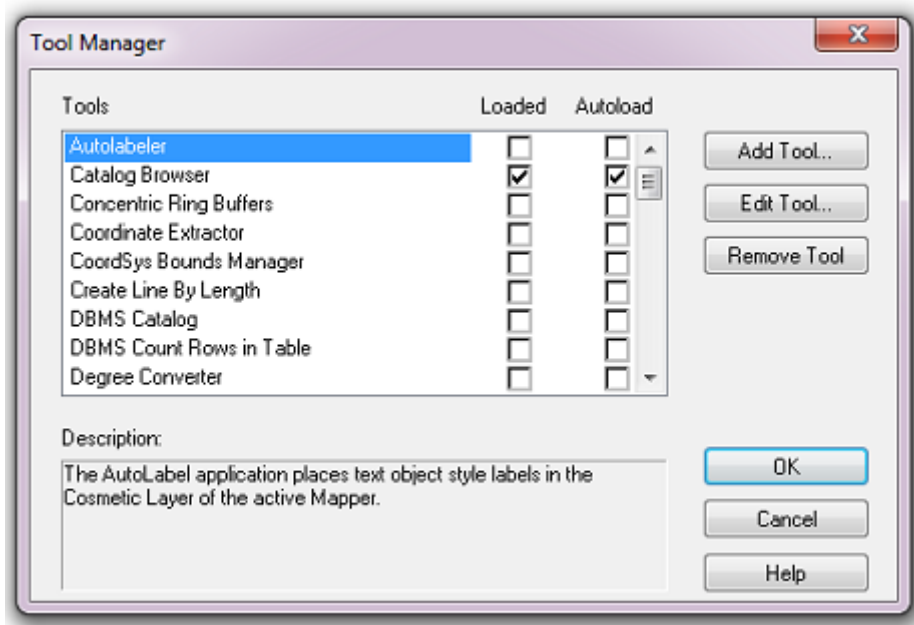 Tool Manager
Tools Loaded Autoload
Autolabeler
Catalog Browser
Concentric Ring Buffers
Coordinate Extractor
CoordSys Bounds Manager
Create Line By Length
DBMS Catalog
DBMS Count Rows in Table
Degree Converter
Add Tool...
Edit Tool...
Remove Tool
Description:
The AutoLabel application places text object style labels in the
Cosmetic Layer of the active Mapper.
OK
Cancel
Help